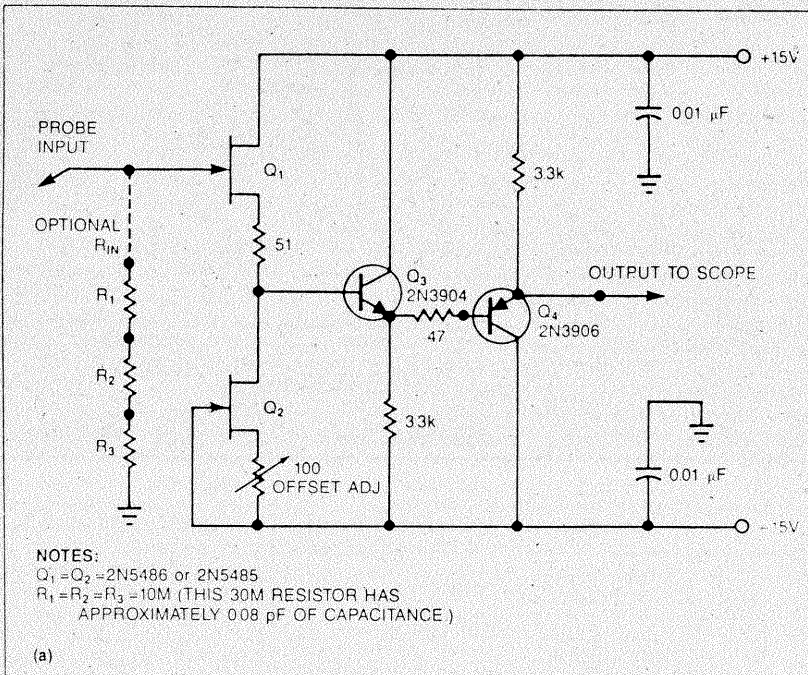 +15V
0.01 µF
PROBE
INPUT
Q1
3.3k
OPTIONAL
RIN
51
OUTPUT TO SCOPE
Q3
2N3904
R1
47
Q4
2N3906
R2
Q2
3.3k
R3
100
OFFSET ADJ
0.01 µF
-15V
NOTES:
Q1 = Q2 = 2N5486 or 2N5485
R1 = R2 = R3 = 10M (THIS 30M RESISTOR HAS
APPROXIMATELY 0.08 pF OF CAPACITANCE.)
(a)